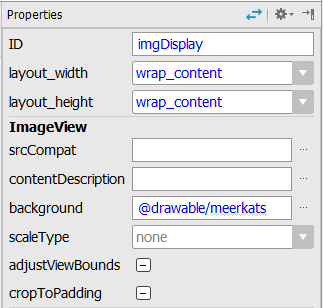 Properties
ID imgDisplay
layout_width wrap_content
layout_height wrap_content
ImageView
srcCompat ...
contentDescription ...
background @drawable/meerkats ...
scaleType none
adjustViewBounds
cropToPadding